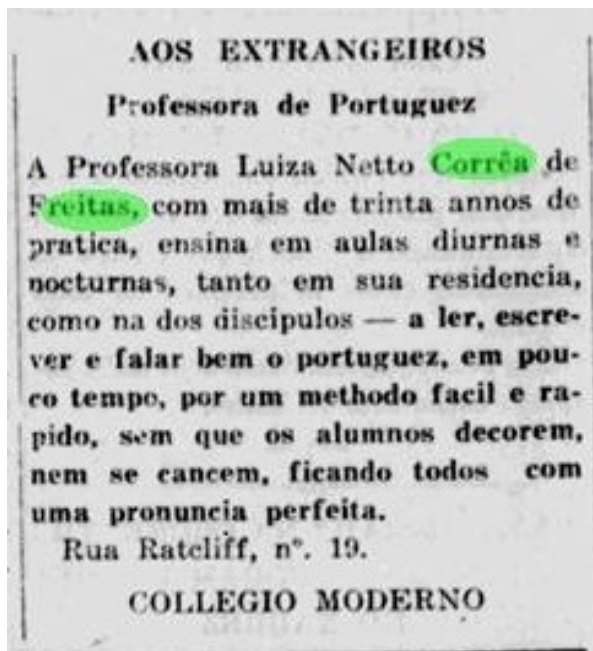 AOS EXTRANGEIROS
Professora de Portuguez
A Professora Luiza Netto Corrêa de
Freitas, com mais de trinta annos de
pratica, ensina em aulas diurnas e
nocturnas, tanto em sua residencia,
como na dos discipulos — a ler, escre-
ver e falar bem o portuguez, em pou-
co tempo, por um methodo facil e ra-
pido, sem que os alumnos decorem,
nem se cancem, ficando todos com
uma pronuncia perfeita.
Rua Ratcliff, n°. 19.
COLLEGIO MODERNO